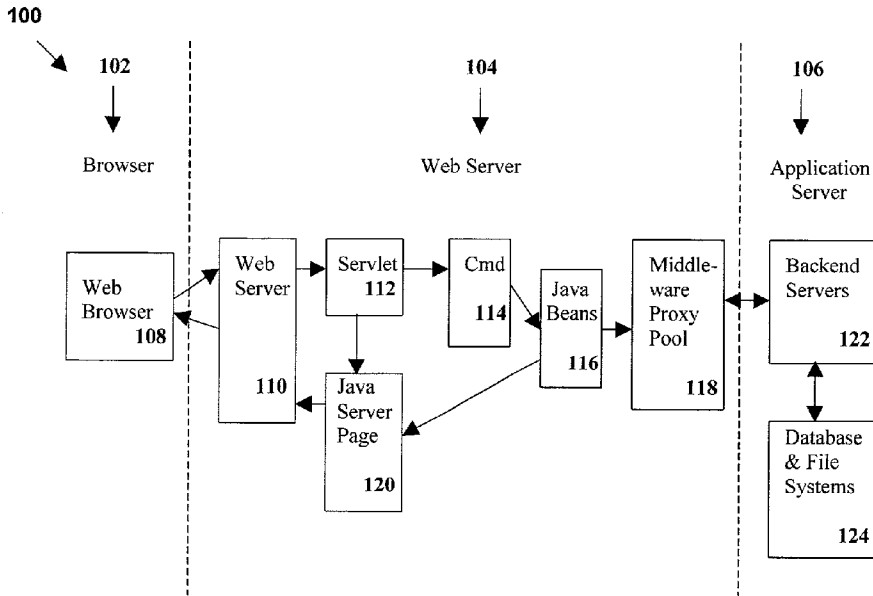 100
102
104
106
Browser
Web Server
Application
Server
Web
Browser
108
Web
Server
110
Servlet
112
Cmd
114
Java
Beans
116
Middle-
ware
Proxy
Pool
118
Backend
Servers
122
Java
Server
Page
120
Database
& File
Systems
124